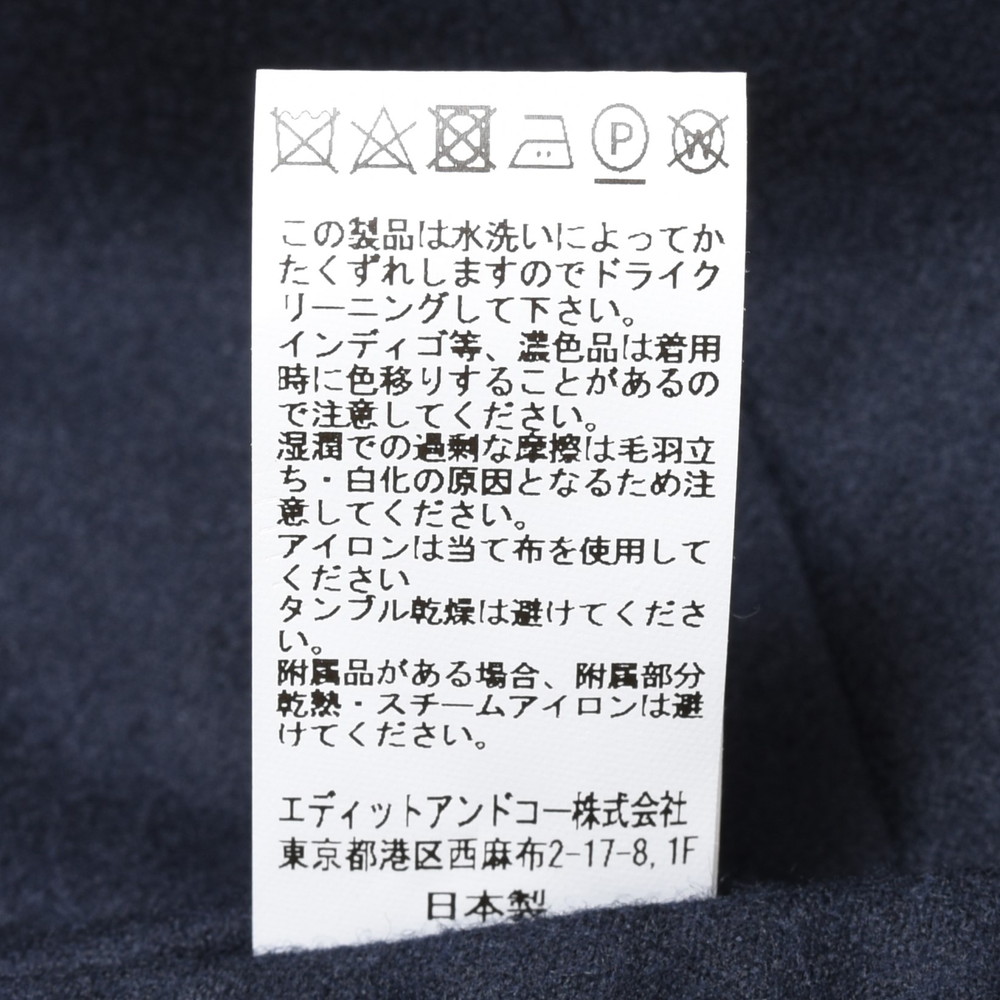 P W
この製品は水洗いによってか
たくずれしますのでドライク
リーニングして下さい。
インディゴ等、濃色品は着用
時に色移りすることがあるの
で注意してください。
湿潤での過剰な摩擦は毛羽立
ち・白化の原因となるため注
意してください。
アイロンは当て布を使用して
ください
タンブル乾燥は避けてくださ
い。
附属品がある場合、附属部分
乾熱・スチームアイロンは避
けてください。
エディットアンドコー株式会社
東京都港区西麻布2-17-8,1F
日本製